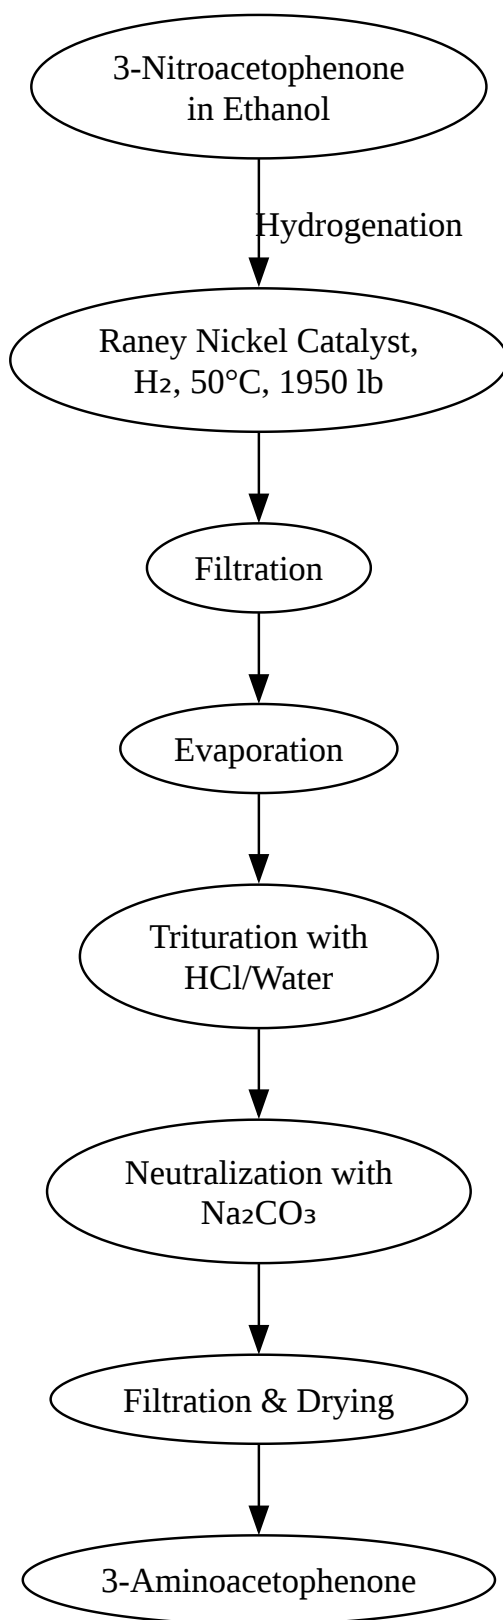 3-Nitroacetophenone
in Ethanol
Hydrogenation
Raney Nickel Catalyst,
H₂, 50°C, 1950 lb
Filtration
Evaporation
Trituration with
HCl/Water
Neutralization with
Na₂CO₃
Filtration & Drying
3-Aminoacetophenone